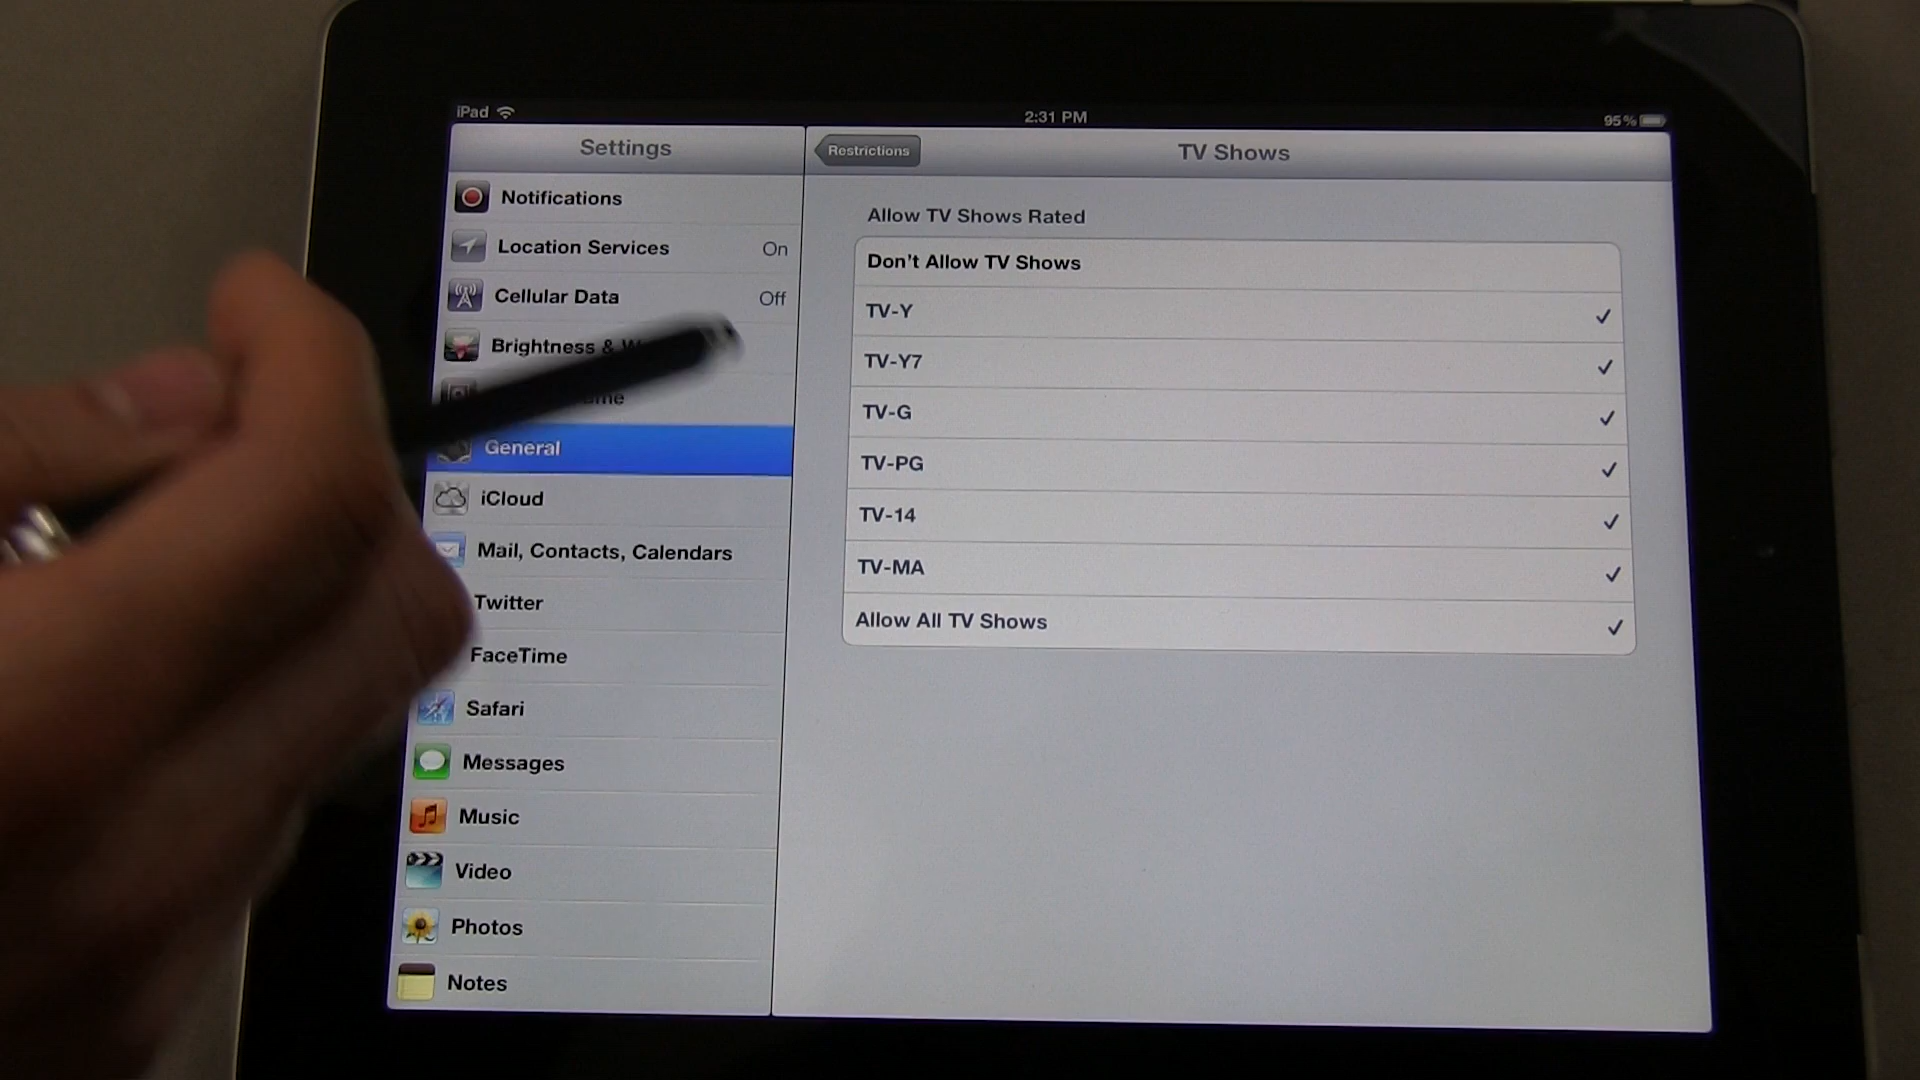 iPad
2:31 PM
95%
Settings
Notifications
Location Services On
Cellular Data Off
Brightness &
General
iCloud
Mail, Contacts, Calendars
Twitter
FaceTime
Safari
Messages
Music
Video
Photos
Notes
Restrictions
TV Shows
Allow TV Shows Rated
Don't Allow TV Shows
TV-Y
TV-Y7
TV-G
TV-PG
TV-14
TV-MA
Allow All TV Shows